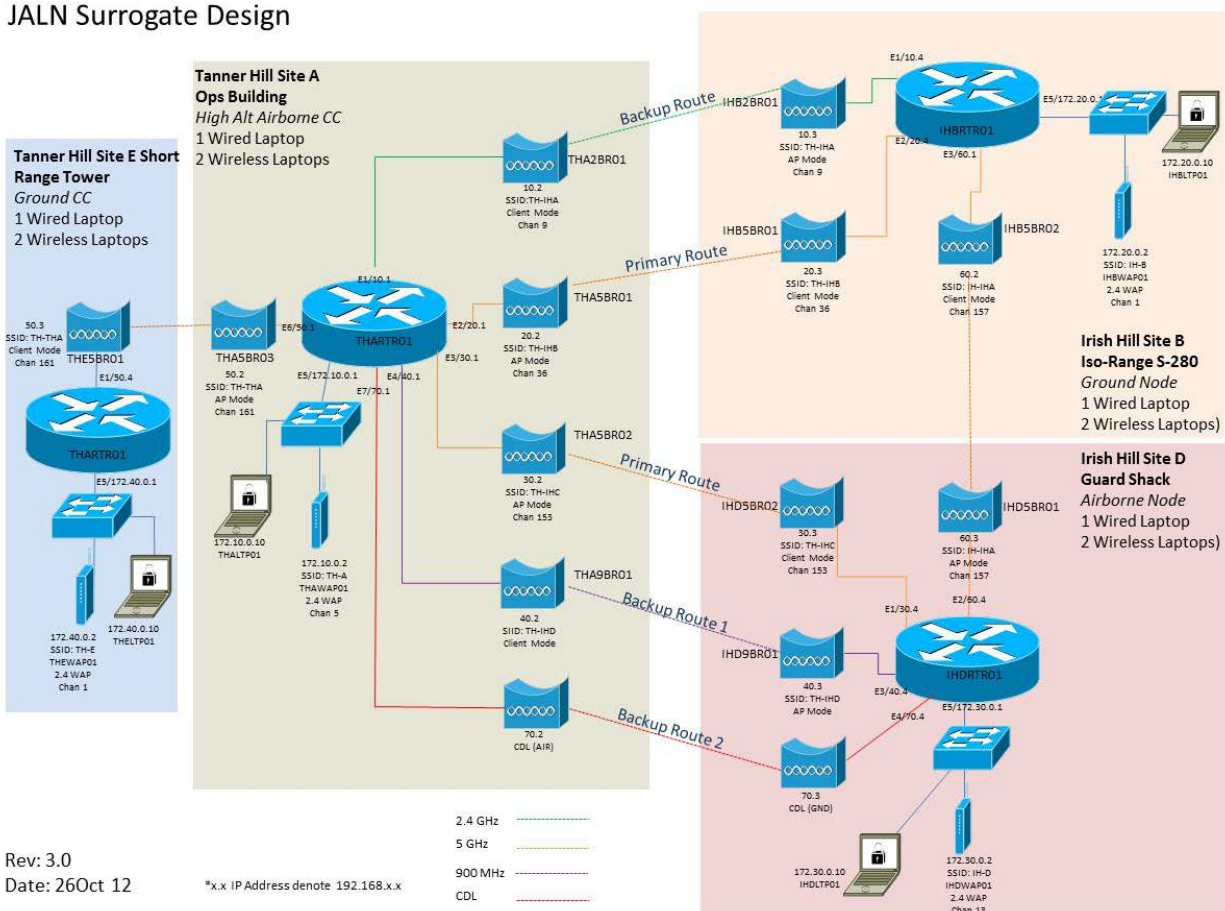 JALN Surrogate Design
Tanner Hill Site E Short
Range Tower
Ground CC
1 Wired Laptop
2 Wireless Laptops
50.3
SSID: TH-THA
Client Mode
Chan 161
THE5BR01
E1/50.4
THARTR01
E5/172.40.0.1
172.40.0.2
SSID: TH-E
THEWAP01
2.4 WAP
Chan 1
172.40.0.10
THELTP01
Tanner Hill Site A
Ops Building
High Alt Airborne CC
1 Wired Laptop
2 Wireless Laptops
THA5BR03
50.2
SSID: TH-THA
AP Mode
Chan 161
E6/50.1
E1/10.1
THARTR01
E2/20.1
E3/30.1
E4/40.1
E5/172.10.0.1
E7/70.1
172.10.0.10
THALTP01
172.10.0.2
SSID: TH-A
THAWAP01
2.4 WAP
Chan 5
THA2BR01
10.2
SSID:TH-IHA
Client Mode
Chan 9
THA5BR01
20.2
SSID: TH-IHB
AP Mode
Chan 36
THA5BR02
30.2
SSID: TH-IHC
AP Mode
Chan 153
THA9BR01
40.2
SIID: TH-IHD
Client Mode
70.2
CDL (AIR)
Backup Route
Primary Route
Primary Route
Backup Route 1
Backup Route 2
IHB2BR01
10.3
SSID: TH-IHA
AP Mode
Chan 9
IHB5BR01
20.3
SSID: TH-IHB
Client Mode
Chan 36
E1/10.4
IHBRTR01
E2/20.4
E3/60.1
E5/172.20.0.
172.20.0.10
IHBLTP01
172.20.0.2
SSID: IH-B
IHBWAP01
2.4 WAP
Chan 1
IHB5BR02
60.2
SSID: IH-IHA
Client Mode
Chan 157
Irish Hill Site B
Iso-Range S-280
Ground Node
1 Wired Laptop
2 Wireless Laptops)
Irish Hill Site D
Guard Shack
Airborne Node
1 Wired Laptop
2 Wireless Laptops)
IHD5BR02
30.3
SSID: TH-IHC
Client Mode
Chan 153
IHD5BR01
60.3
SSID: IH-IHA
AP Mode
Chan 157
E1/30.4
E2/60.4
IHDRTR01
IHD9BR01
40.3
SSID: TH-IHD
AP Mode
E3/40.4
E4/70.4
E5/172.30.0.1
70.3
CDL (GND)
172.30.0.10
IHDLTP01
172.30.0.2
SSID: IH-D
IHDWAP01
2.4 WAP
Chan 13
2.4 GHz
5 GHz
900 MHz
CDL
Rev: 3.0
Date: 26Oct 12
*x.x IP Address denote 192.168.x.x